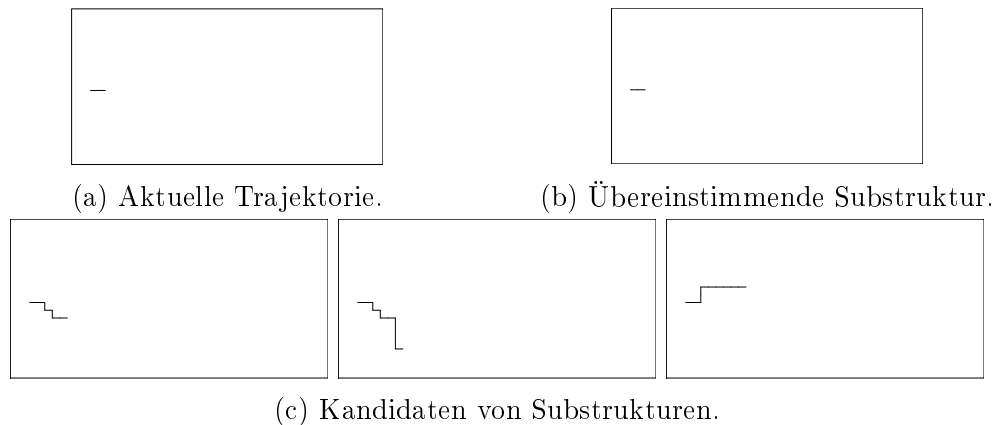 (a) Aktuelle Trajektorie.
(b) Übereinstimmende Substruktur.
(c) Kandidaten von Substrukturen.